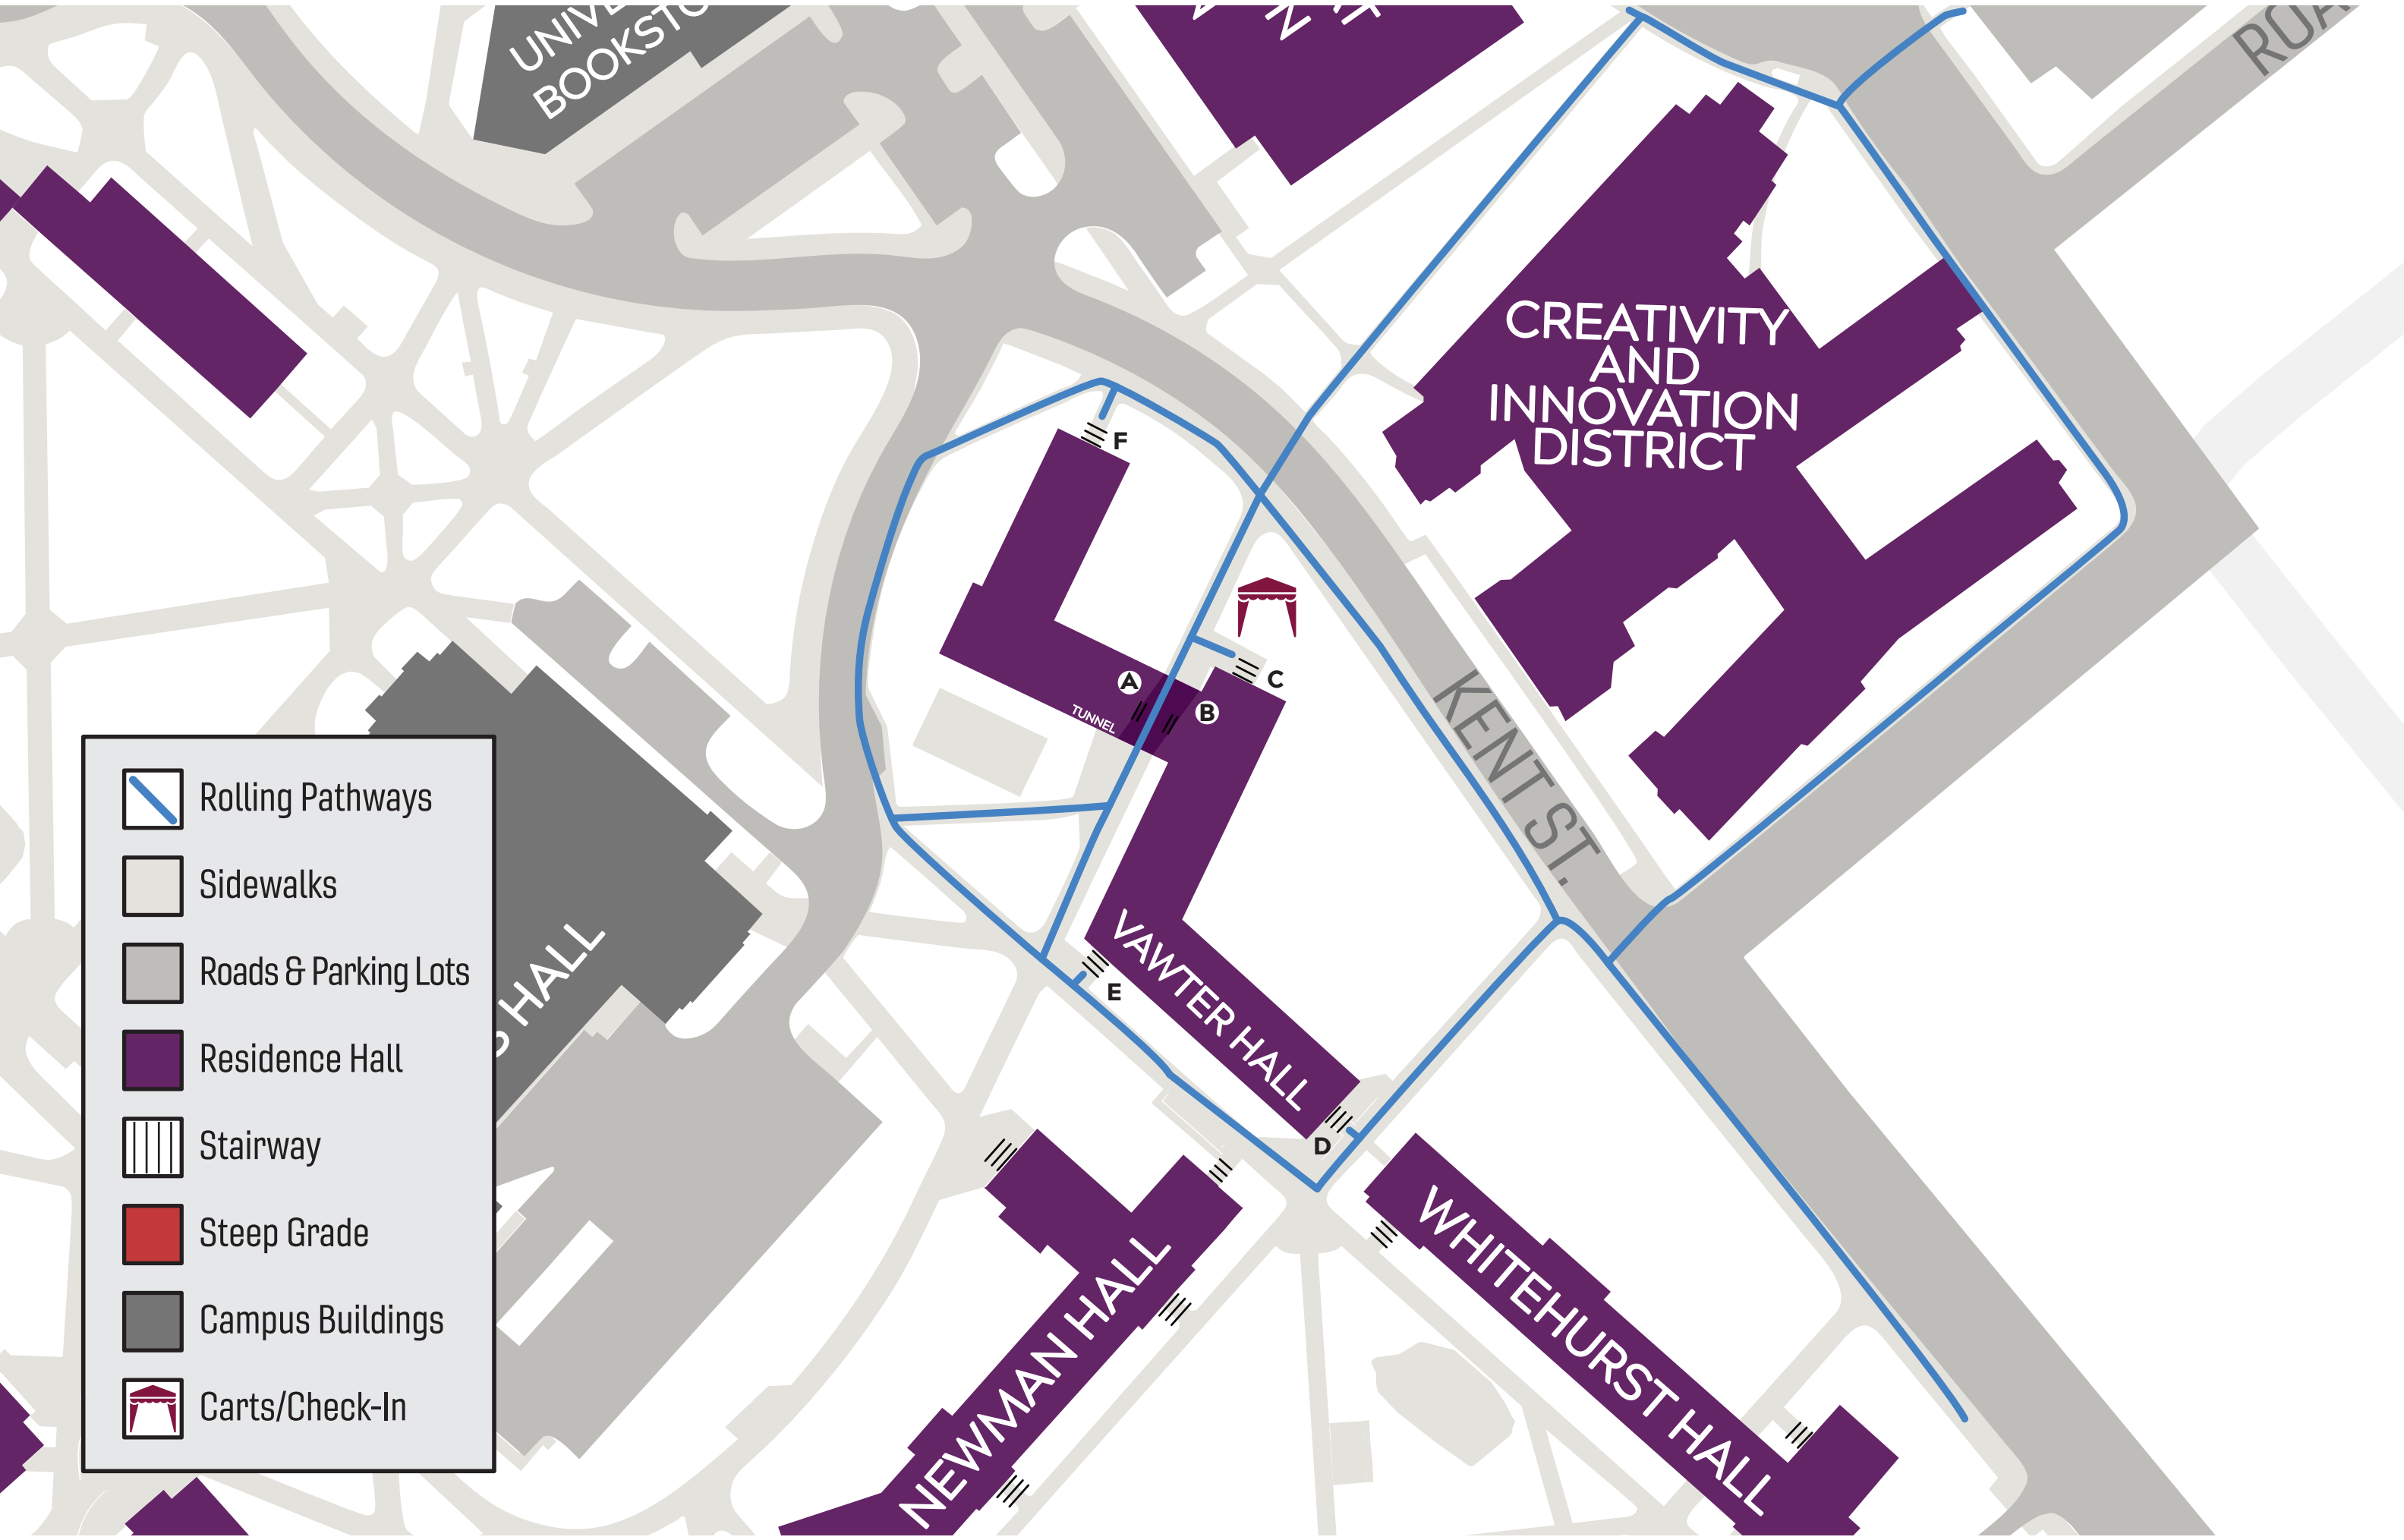 CREATIVITY
AND
INNOVATION
DISTRICT
F
C
A
B
TUNNEL
KENT ST.
VAWTER HALL
E
D
HALL
WHITEHURST HALL
NEWMAN HALL
Rolling Pathways
Sidewalks
Roads & Parking Lots
Residence Hall
Stairway
Steep Grade
Campus Buildings
Carts/Check-In